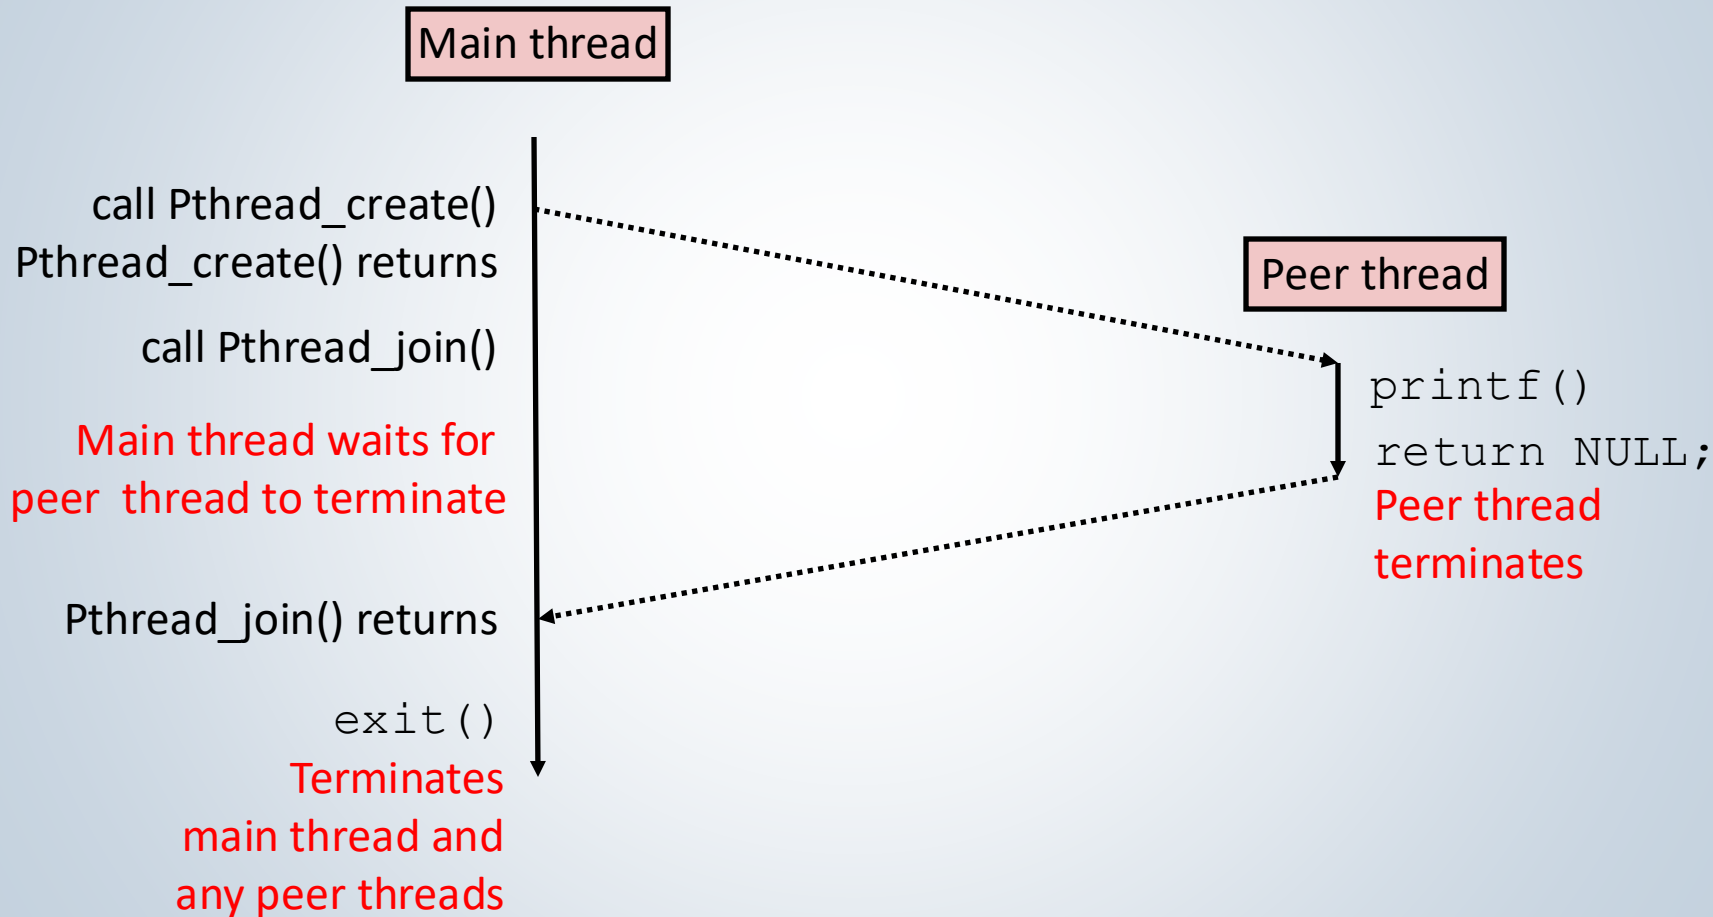 Main thread
call Pthread_create()
Pthread_create() returns
Peer thread
call Pthread_join()
printf()
Main thread waits for
peer  thread to terminate
return NULL;
Peer thread
terminates
Pthread_join() returns
exit()
Terminates
main thread and
any peer threads